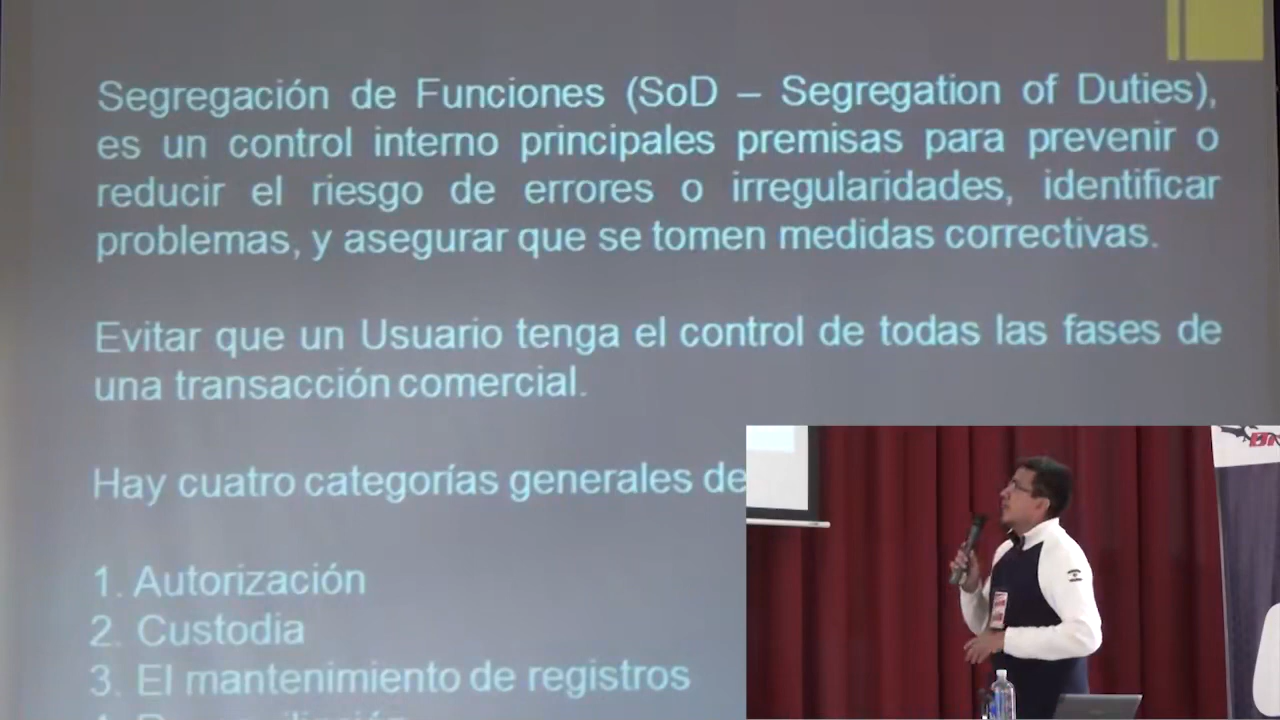 Segregación de Funciones (SoD – Segregation of Duties),
es un control interno principales premisas para prevenir o
reducir el riesgo de errores o irregularidades, identificar
problemas, y asegurar que se tomen medidas correctivas.
Evitar que un Usuario tenga el control de todas las fases de
una transacción comercial.
Hay cuatro categorías generales de
1. Autorización
2. Custodia
3. El mantenimiento de registros